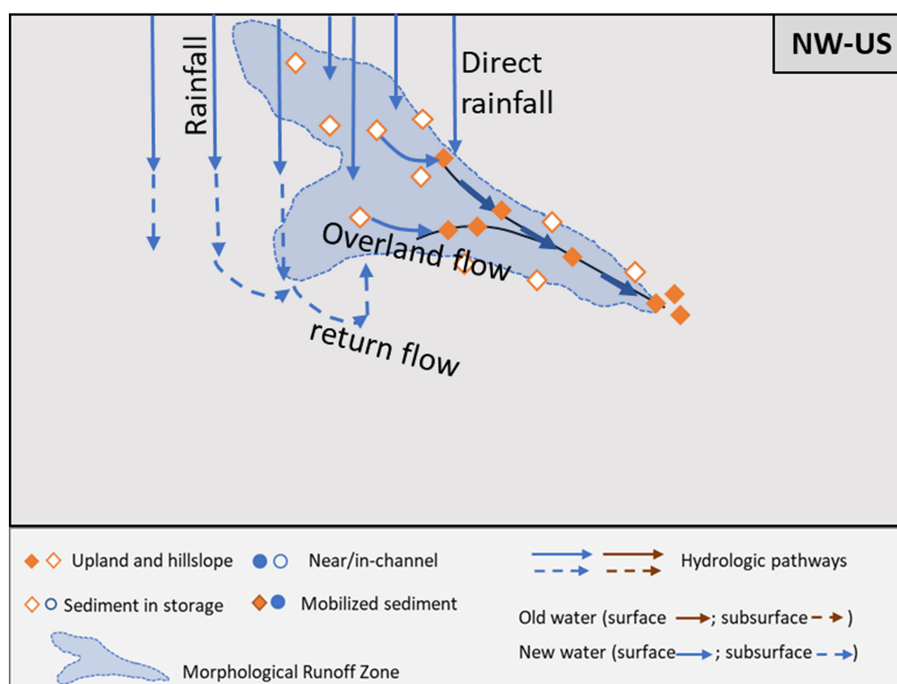 NW-US
Rainfall
Direct
rainfall
Overland flow
return flow
Upland and hillslope
Near/in-channel
Hydrologic pathways
Sediment in storage
Mobilized sediment
Old water (surface ; subsurface )
New water (surface ; subsurface )
Morphological Runoff Zone